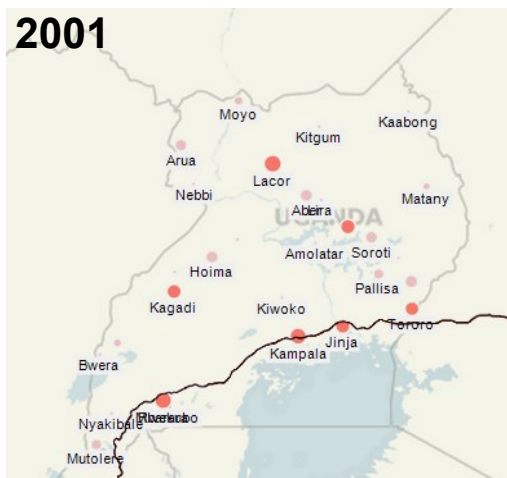 2001
Moyo
Kaabong
Kitgum
Arua
Lacor
Nebbi
Matany
UGANDA
Amolatar
Soroti
Hoima
Pallisa
Kagadi
Kiwoko
Tororo
Jinja
Kampala
Bwera
Nyakibale
Mutolere